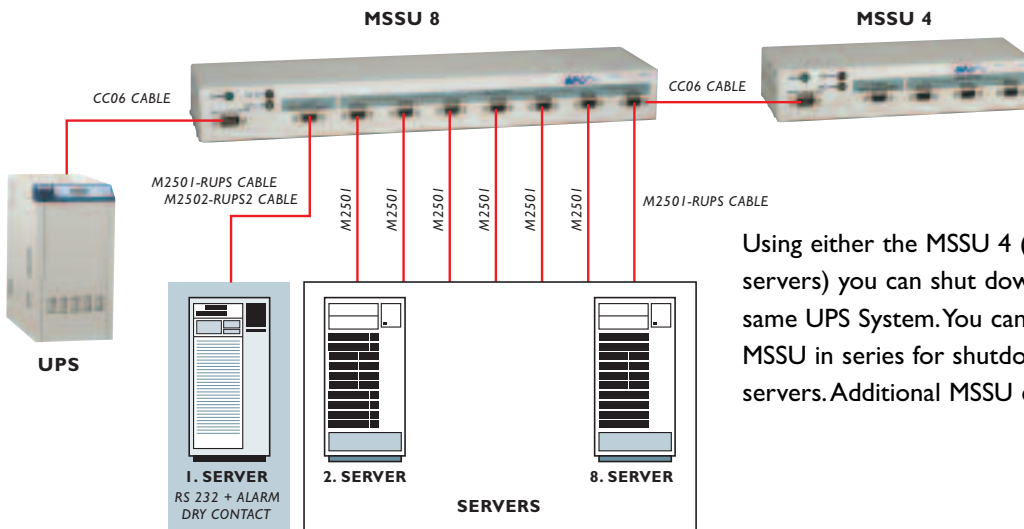 MSSU 8
MSSU 4
CC06 CABLE
CC06 CABLE
M2501-RUPS CABLE
M2502-RUPS2 CABLE
M2501
M2501
M2501
M2501
M2501
M2501
M2501-RUPS CABLE
UPS
Using either the MSSU 4 (
servers) you can shut dow
same UPS System. You can
MSSU in series for shutdo
servers. Additional MSSU
1. SERVER
RS 232 + ALARM
DRY CONTACT
2. SERVER
8. SERVER
SERVERS